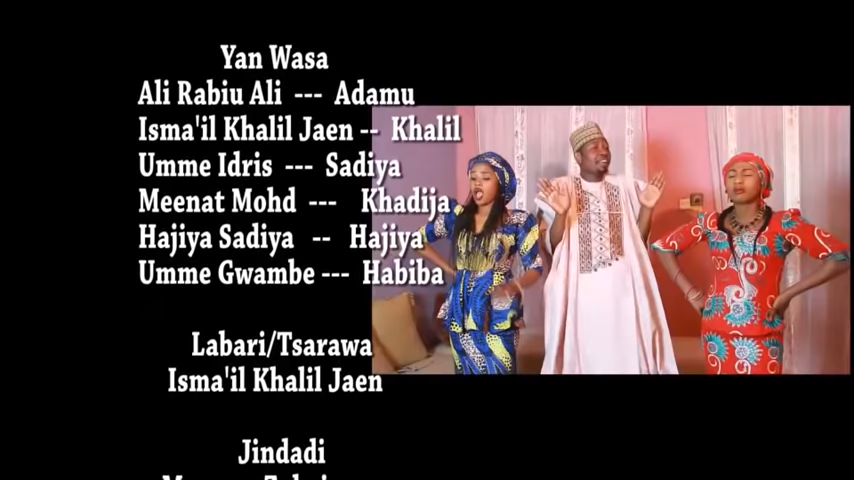 Yan Wasa
Ali Rabiu Ali --- Adamu
Isma'il Khalil Jaen -- Khalil
Umme Idris --- Sadiya
Meenat Mohd --- Khadija
Hajiya Sadiya -- Hajiya
Umme Gwambe --- Habiba
Labari/Tsarawa
Isma'il Khalil Jaen
Jindadi